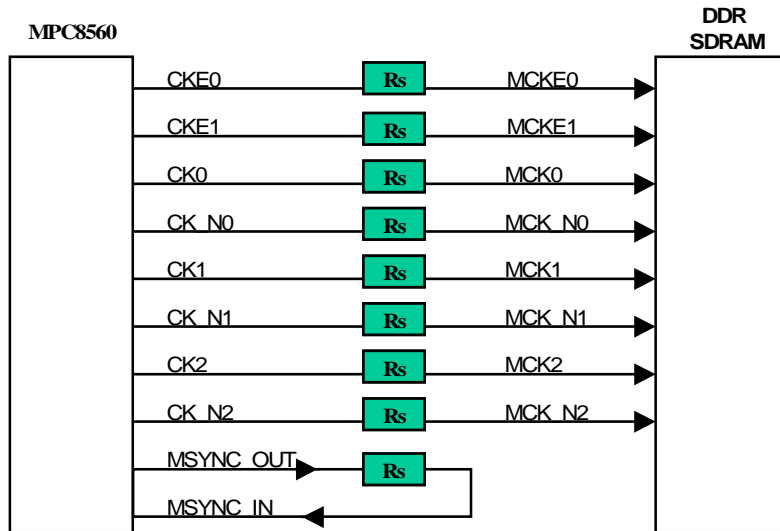 MPC8560
DDR
SDRAM
CKE0 Rs MCKE0
CKE1 Rs MCKE1
CK0 Rs MCK0
CK_N0 Rs MCK_N0
CK1 Rs MCK1
CK_N1 Rs MCK_N1
CK2 Rs MCK2
CK_N2 Rs MCK_N2
MSYNC_OUT Rs
MSYNC_IN